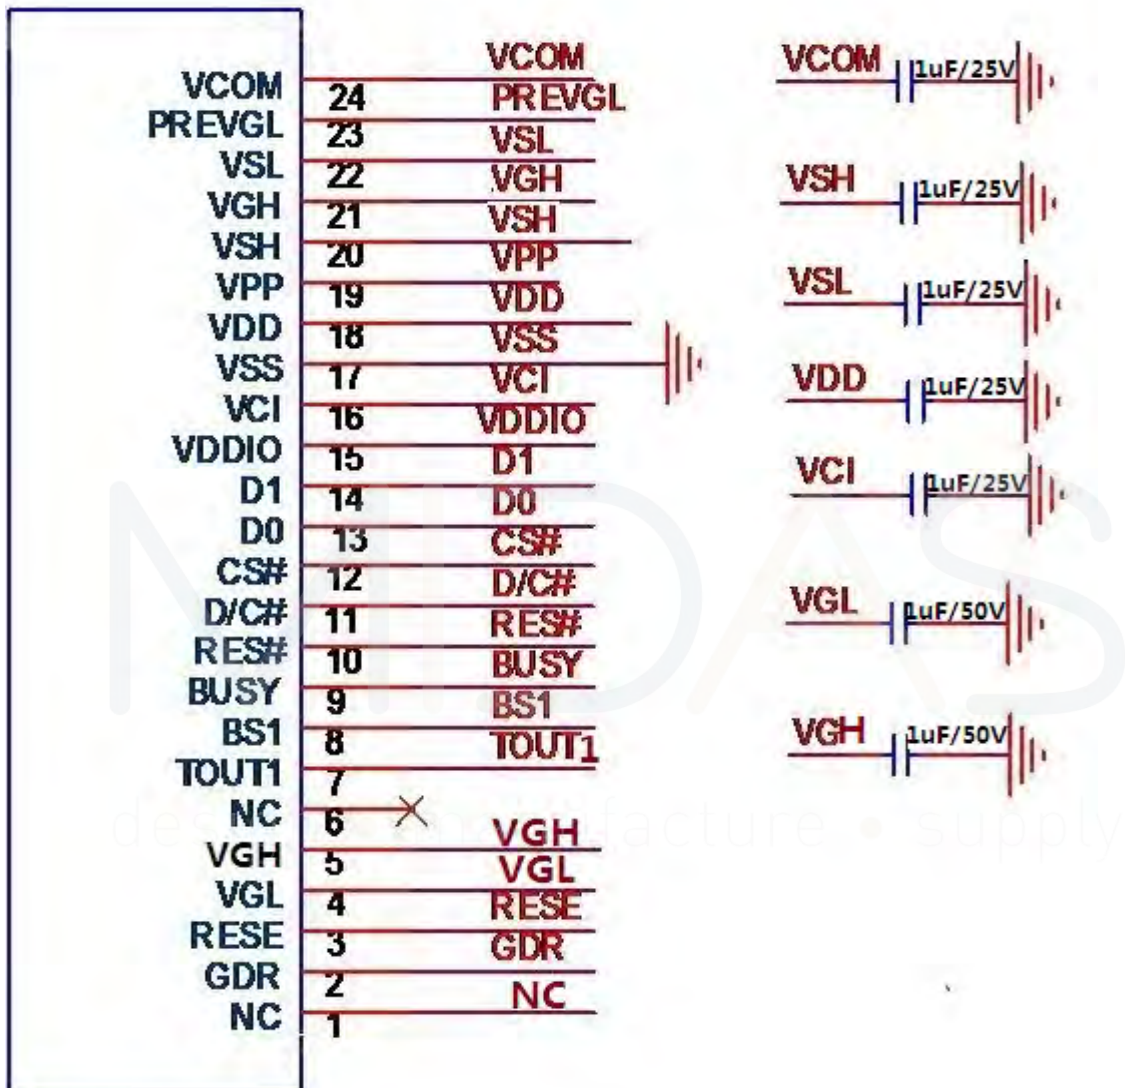 VCOM 24 VCOM
PREVGL 23 PREVGL
VSL 22 VSL
VGH 21 VGH
VSH 20 VSH
VPP 19 VPP
VDD 18 VDD
VSS 17 VSS
VCI 16 VCI
VDDIO 15 VDDIO
D1 14 D1
D0 13 D0
CS# 12 CS#
D/C# 11 D/C#
RES# 10 RES#
BUSY 9 BUSY
BS1 8 BS1
TOUT1 7 TOUT1
NC 6
VGH 5 VGH
VGL 4 VGL
RESE 3 RESE
GDR 2 GDR
NC 1 NC
VCOM 1uF/25V
VSH 1uF/25V
VSL 1uF/25V
VDD 1uF/25V
VCI 1uF/25V
VGL 1uF/50V
VGH 1uF/50V
MIDAS
supply